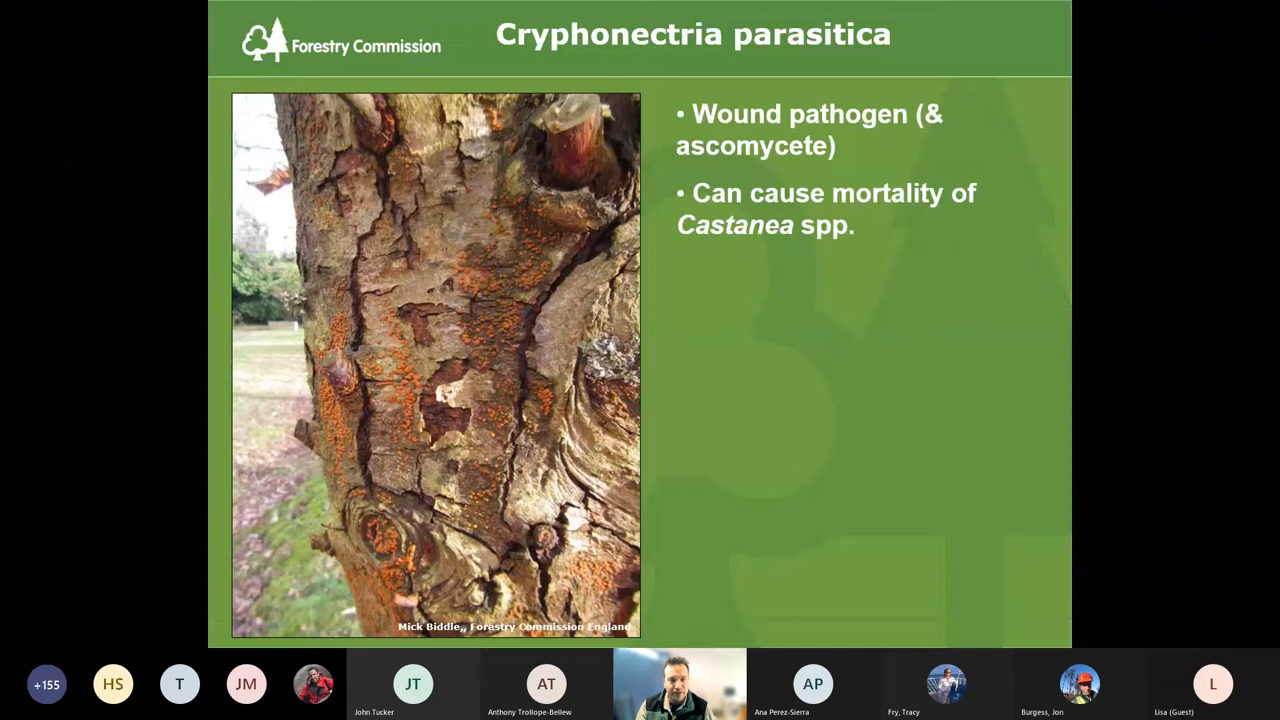 Forestry Commission
Cryphonectria parasitica
• Wound pathogen (&
ascomycete)
• Can cause mortality of
Castanea spp.
Mick Biddle,, Forestry Commission England
+155
HS
T
JM
JT
AT
AP
L
John Tucker
Anthony Trollope-Bellew
Ana Perez-Sierra
Fry, Tracy
Burgess, Jon
Lisa (Guest)